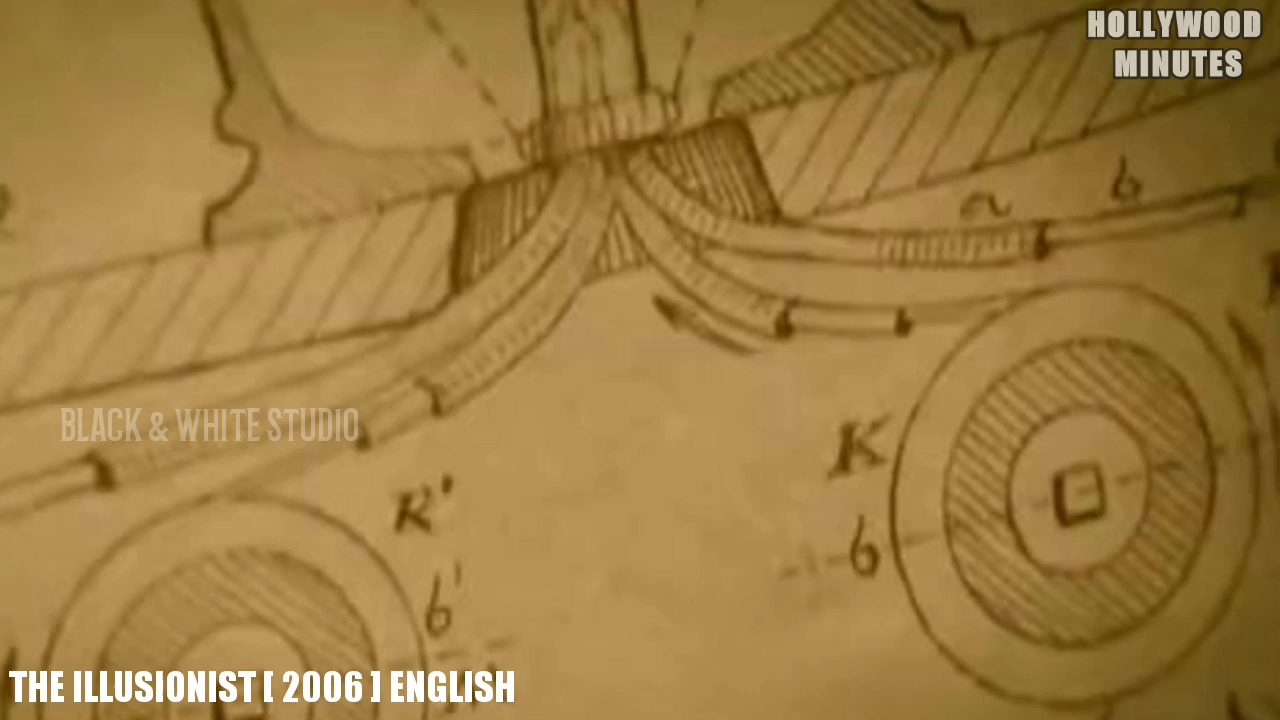 HOLLYWOOD
MINUTES
a
b
BLACK & WHITE STUDIO
K
K'
6
6'
THE ILLUSIONIST [ 2006 ] ENGLISH